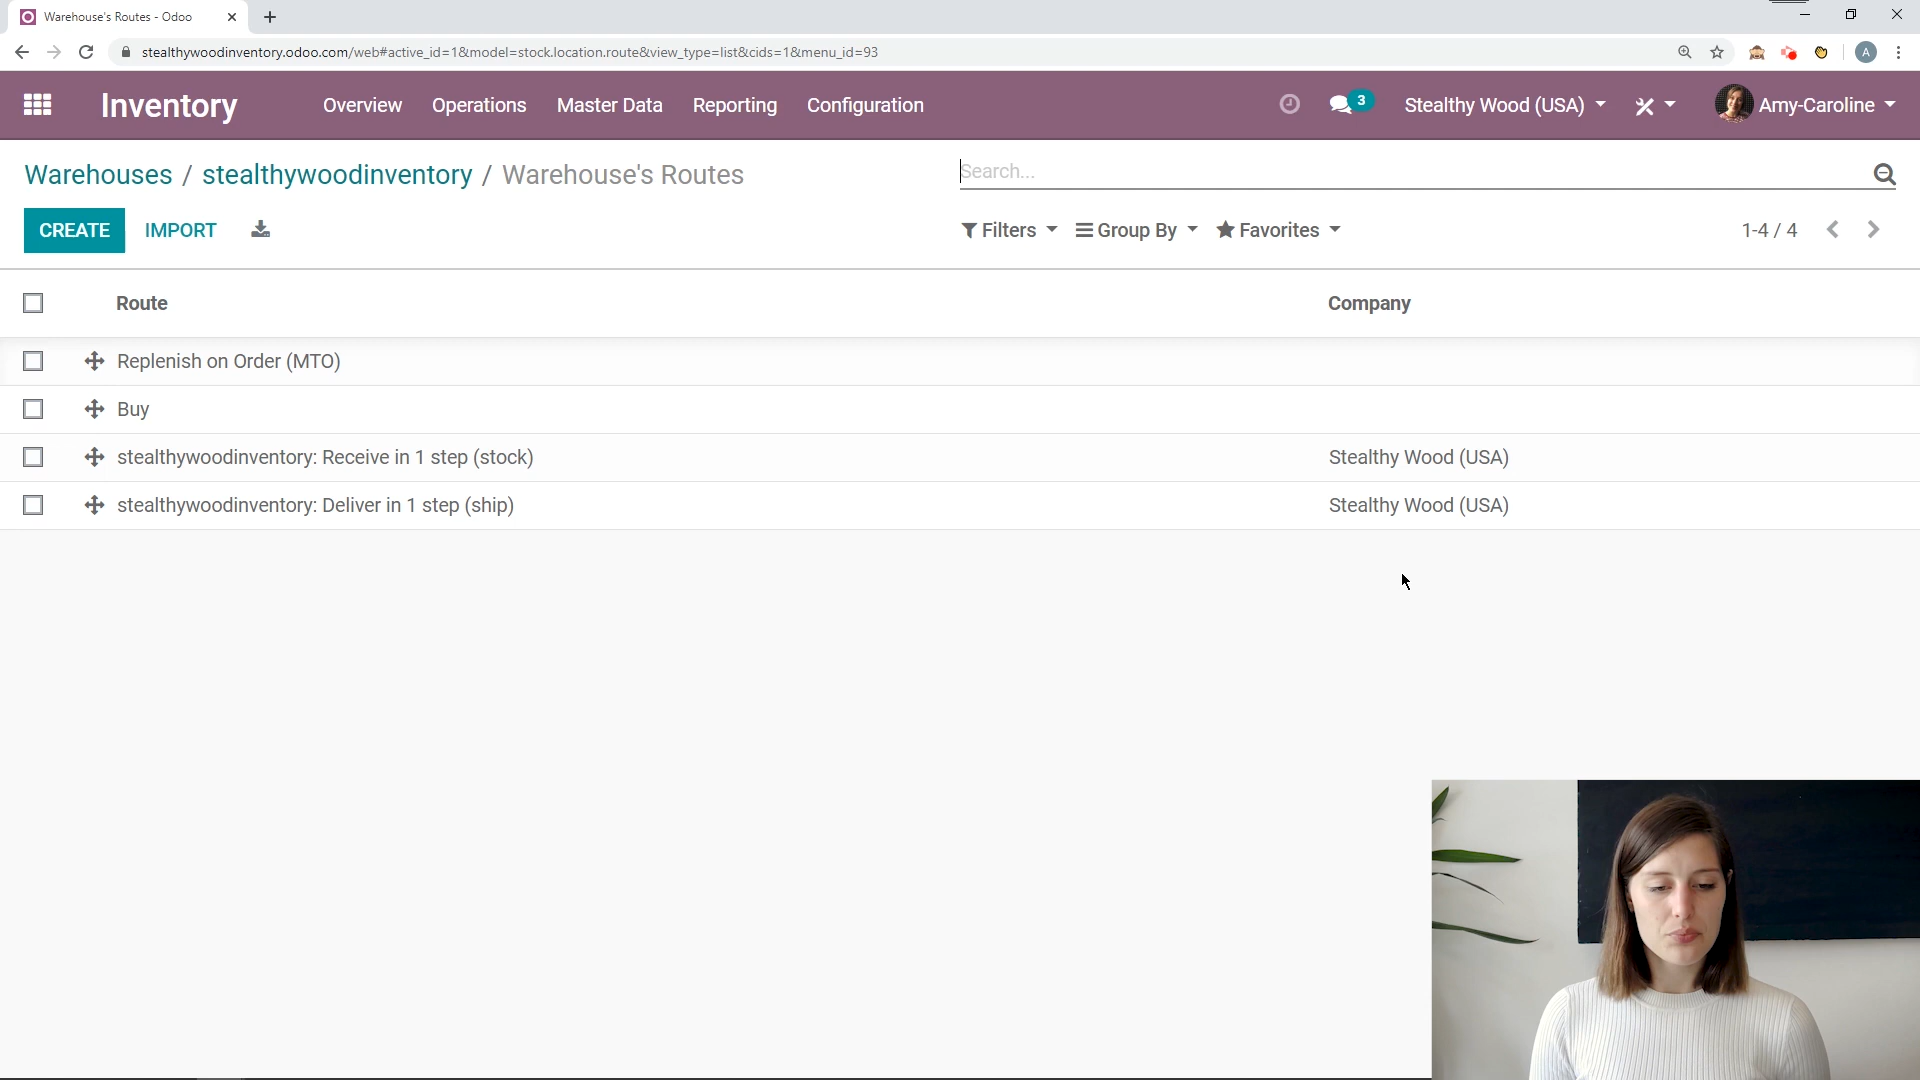 Warehouse's Routes - Odoo
stealthywoodinventory.odoo.com/web#active_id=1&model=stock.location.route&view_type=list&cids=1&menu_id=93
A
Inventory Overview Operations Master Data Reporting Configuration 3 Stealthy Wood (USA) Amy-Caroline
Warehouses / stealthywoodinventory / Warehouse's Routes
Search...
CREATE IMPORT Filters Group By Favorites 1-4 / 4
Route Company
Replenish on Order (MTO)
Buy
stealthywoodinventory: Receive in 1 step (stock) Stealthy Wood (USA)
stealthywoodinventory: Deliver in 1 step (ship) Stealthy Wood (USA)